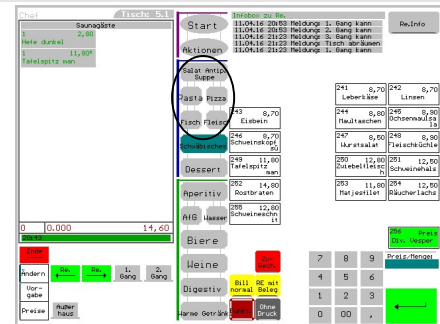 Chef Tisch: 5.1
Saunagäste
1 2,80
Hefe dunkel
1 11,80*
Tafelspitz man
0 0.000 14,60
20:43
Ende
Ändern
Re.
Re.
1. Gang
2. Gang
Vor-
gabe
Preise
Außer
haus
Start
Aktionen
Salat Antip
Suppe
Pasta Pizza
Fisch Fleisc
Schwäbisches
Dessert
Aperitiv
AfG Wasser
Biere
Weine
Digestiv
Warme Getränk
Infobox zu Re.
11.04.16 20:53 Meldung: 1. Gang kann
11.04.16 20:53 Meldung: 2. Gang kann
11.04.16 21:23 Meldung: 3. Gang kann
11.04.16 21:23 Meldung: Tisch abräumen
11.04.16 20:53 Meldung: 1. Gang kann
Re.Info
241 8,70
Leberkäse
242 8,70
Linsen
243 8,70
Eisbein
244 8,80
Maultaschen
245 8,90
Ochsenmaulsa
la
246 8,70
Schweinskopf
sü
247 8,50
Wurstsalat
248 8,90
Fleischküchle
249 11,80
Tafelspitz
man
250 12,80
Zwiebelfleisc
h
251 12,50
Schweinehals
252 14,80
Rostbraten
253 11,80
Matjesfilet
254 12,50
Räucherlachs
255 12,80
Schweineschn
it
256 Preis
Div. Vesper
Preis/Menge:
Bill
normal
RE mit
Beleg
Ohne
Druck
7 8 9
4 5 6
1 2 3
0 00 ,